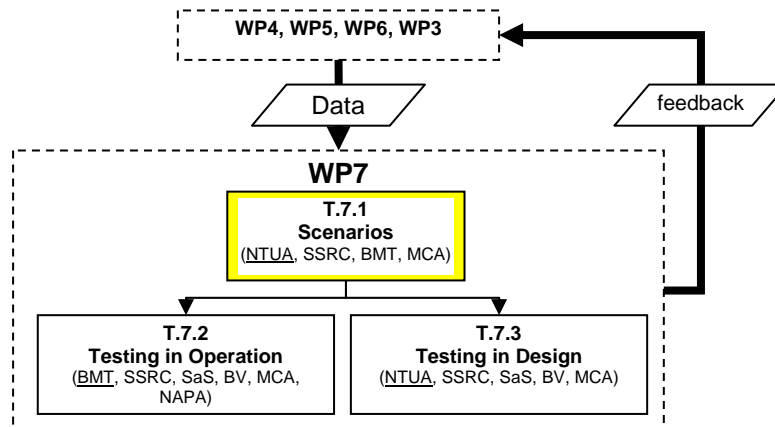 WP4, WP5, WP6, WP3
Data
feedback
WP7
T.7.1
Scenarios
(NTUA, SSRC, BMT, MCA)
T.7.2
Testing in Operation
(BMT, SSRC, SaS, BV, MCA,
NAPA)
T.7.3
Testing in Design
(NTUA, SSRC, SaS, BV, MCA)